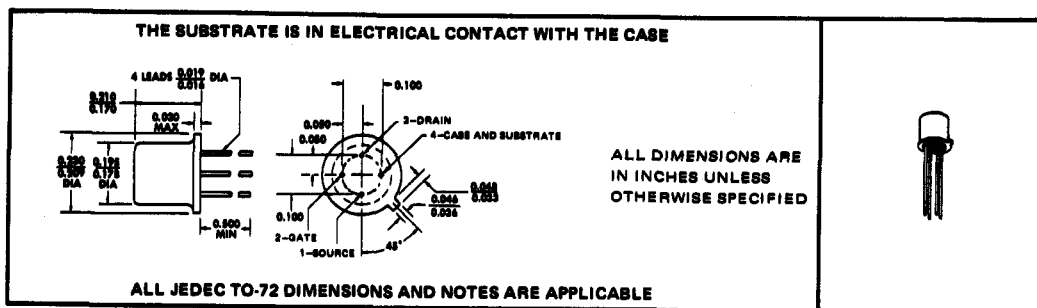 THE SUBSTRATE IS IN ELECTRICAL CONTACT WITH THE CASE
4 LEADS 0.019 DIA
0.016
0.210
0.170
0.030
MAX
0.230
0.209
DIA
0.195
0.175
DIA
0.500
MIN
0.100
0.050
0.050
3-DRAIN
4-CASE AND SUBSTRATE
0.100
2-GATE
1-SOURCE
45°
0.046
0.036
ALL DIMENSIONS ARE
IN INCHES UNLESS
OTHERWISE SPECIFIED
ALL JEDEC TO-72 DIMENSIONS AND NOTES ARE APPLICABLE